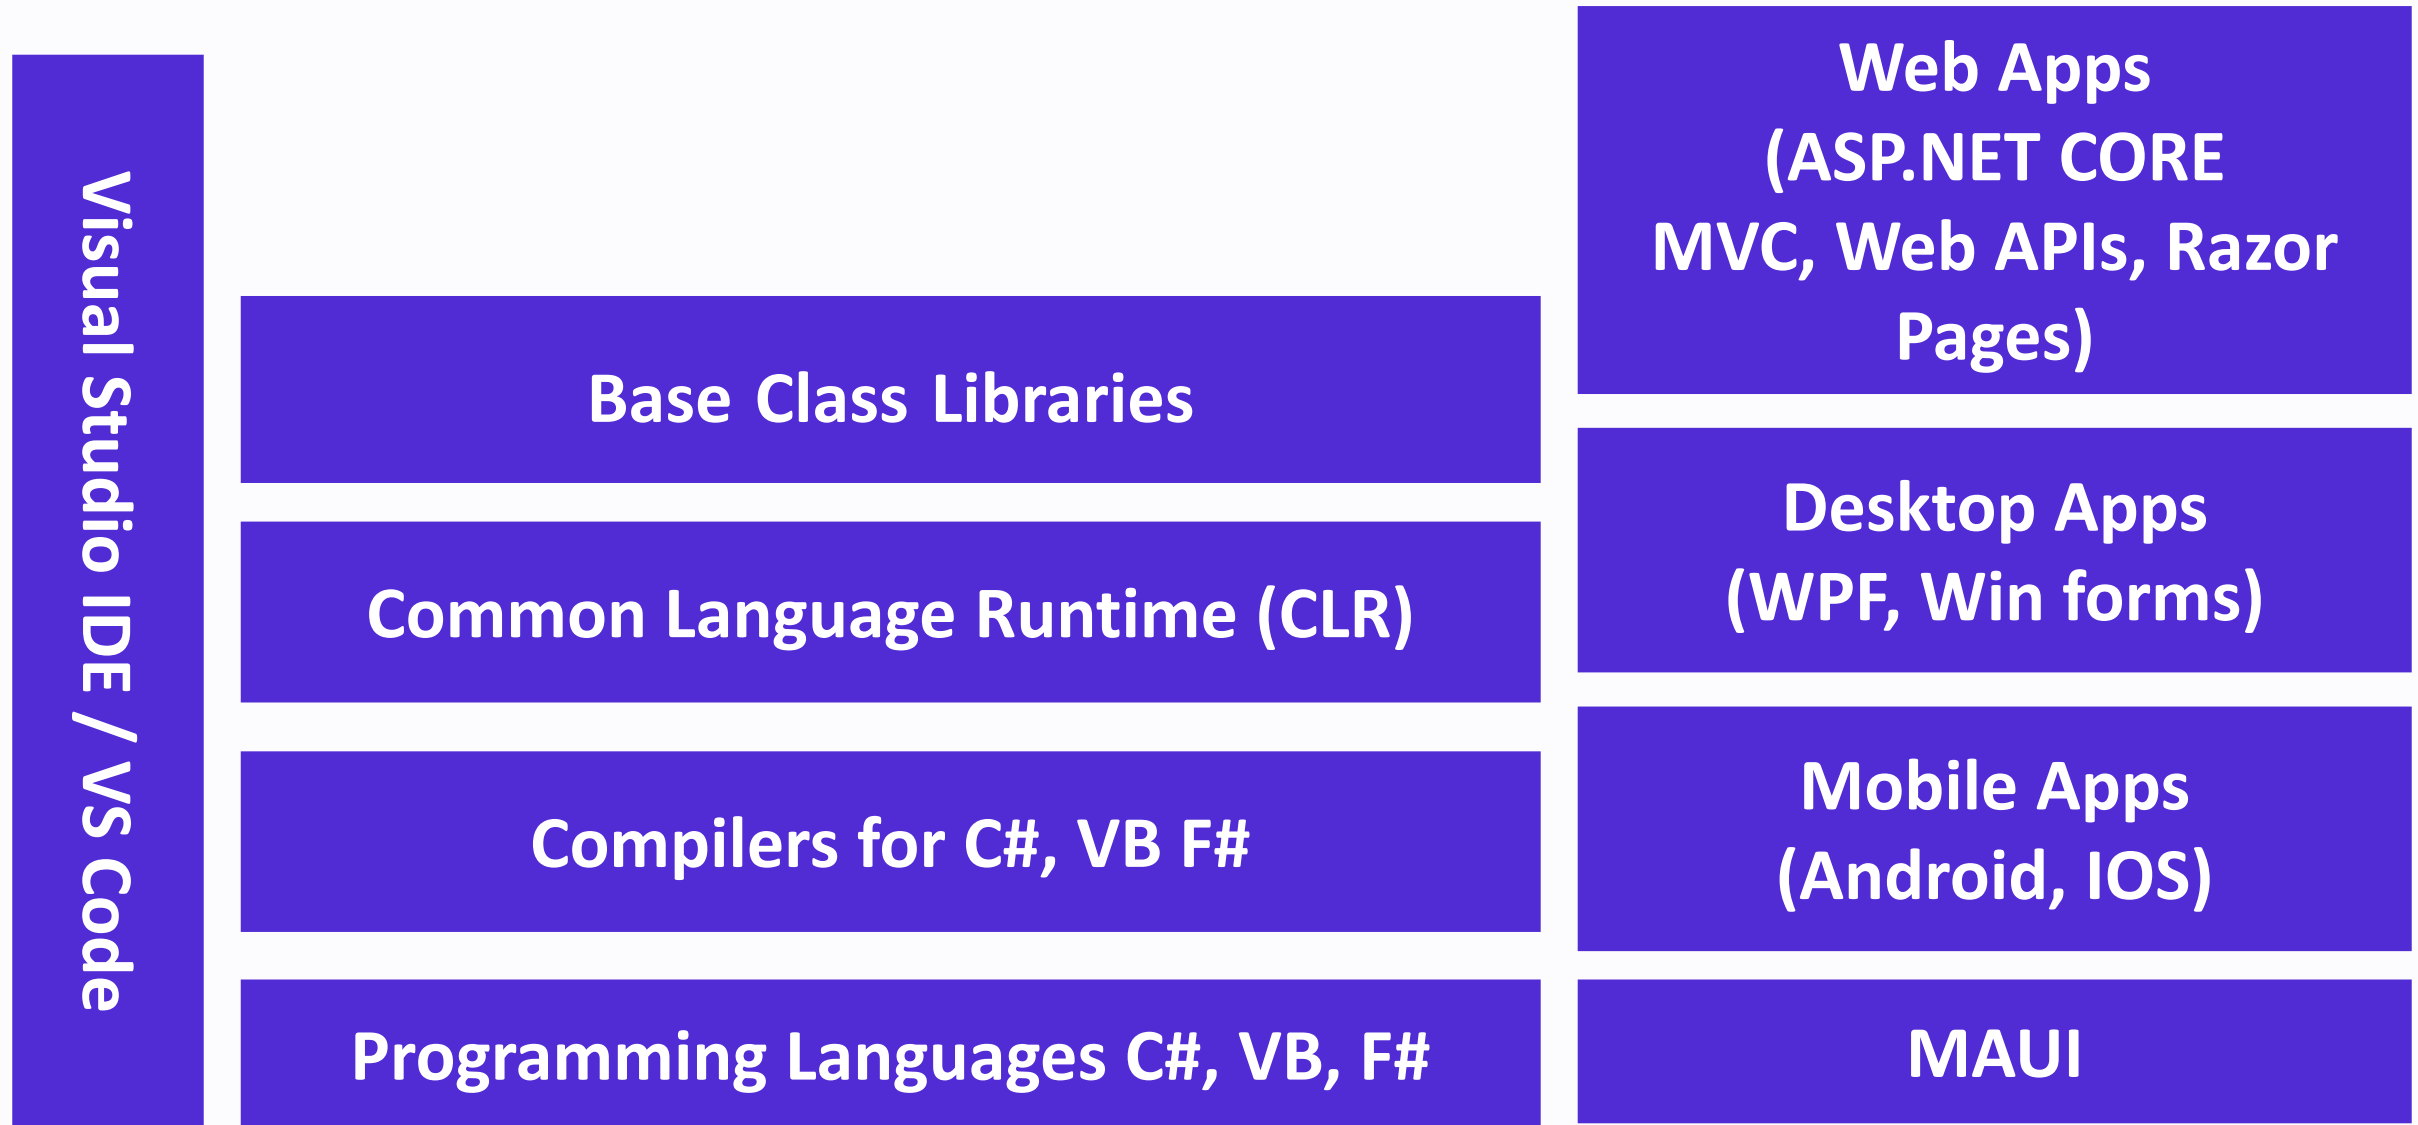 Visual Studio IDE / VS Code
Base Class Libraries
Common Language Runtime (CLR)
Compilers for C#, VB F#
Programming Languages C#, VB, F#
Web Apps
(ASP.NET CORE
MVC, Web APIs, Razor
Pages)
Desktop Apps
(WPF, Win forms)
Mobile Apps
(Android, IOS)
MAUI